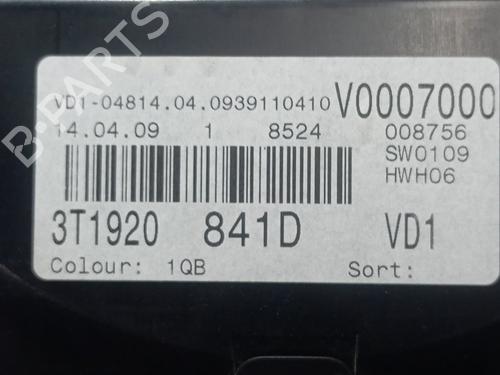 VD1-04814.04.0939110410 V0007000
14.04.09 1 8524 008756
SW0109
HWH06
3T1920 841D VD1
Colour: 1QB Sort:
B-PARTS